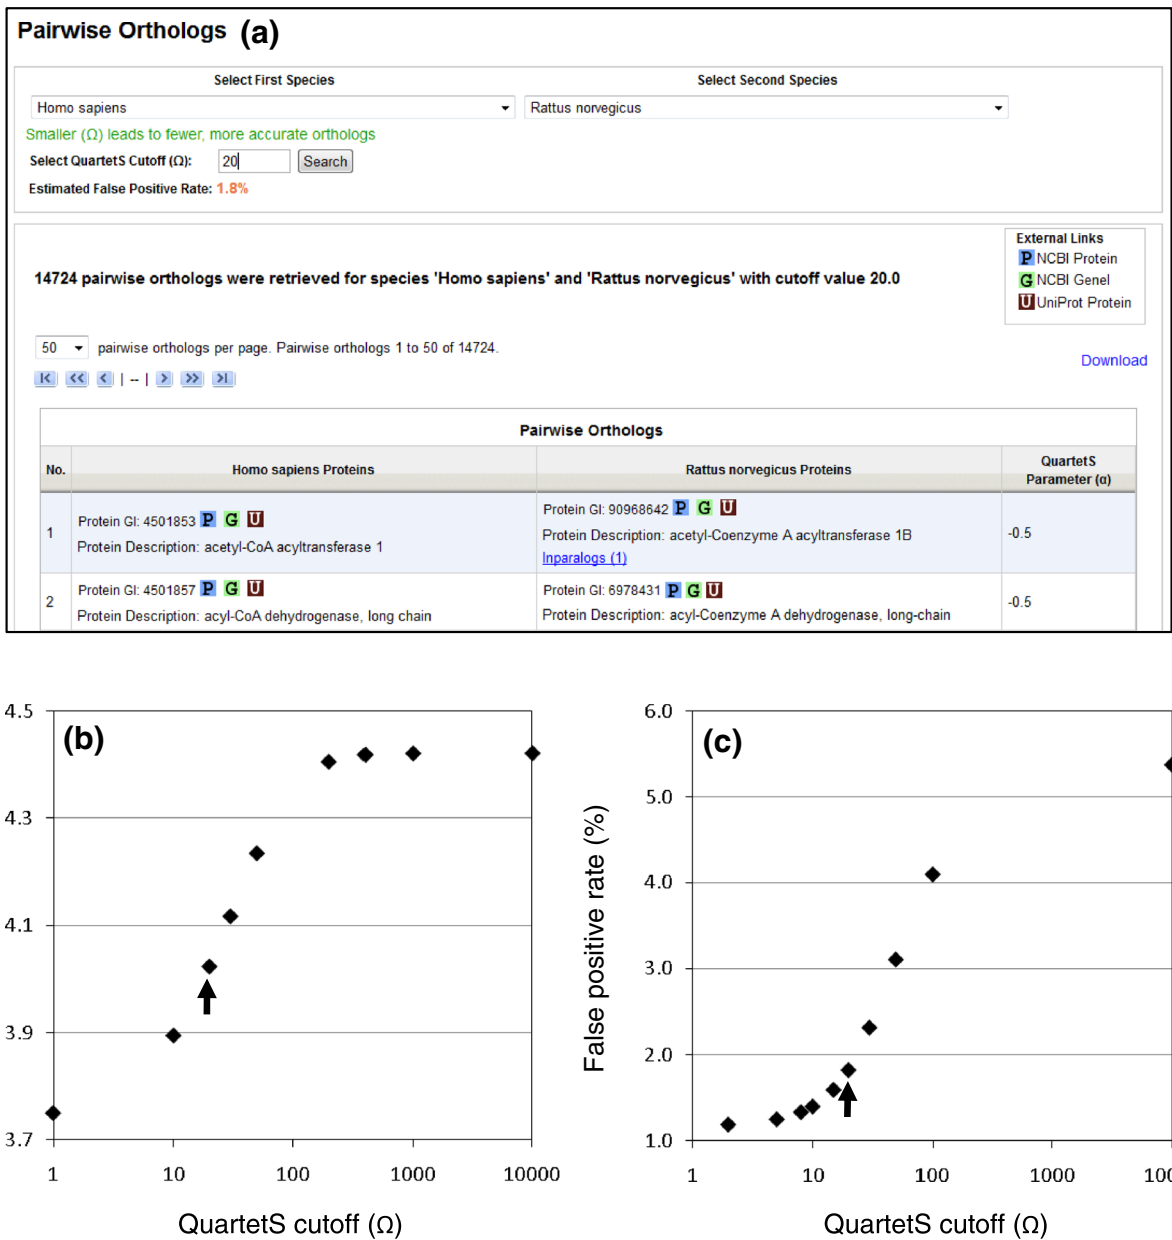 Pairwise Orthologs (a)
Select First Species
Select Second Species
Homo sapiens
Rattus norvegicus
Smaller (Ω) leads to fewer, more accurate orthologs
Select QuartetS Cutoff (Ω): 20 Search
Estimated False Positive Rate: 1.8%
External Links
P NCBI Protein
G NCBI GeneI
U UniProt Protein
14724 pairwise orthologs were retrieved for species 'Homo sapiens' and 'Rattus norvegicus' with cutoff value 20.0
50 pairwise orthologs per page. Pairwise orthologs 1 to 50 of 14724.
Download
|< << < | -- | > >> >|
Pairwise Orthologs
No. Homo sapiens Proteins Rattus norvegicus Proteins QuartetS
Parameter (α)
1
Protein GI: 4501853 P G U
Protein Description: acetyl-CoA acyltransferase 1
Protein GI: 90968642 P G U
Protein Description: acetyl-Coenzyme A acyltransferase 1B
Inparalogs (1)
-0.5
2
Protein GI: 4501857 P G U
Protein Description: acyl-CoA dehydrogenase, long chain
Protein GI: 6978431 P G U
Protein Description: acyl-Coenzyme A dehydrogenase, long-chain
-0.5
(b)
4.5
4.3
4.1
3.9
3.7
1 10 100 1000 10000
QuartetS cutoff (Ω)
(c)
False positive rate (%)
6.0
5.0
4.0
3.0
2.0
1.0
1 10 100 1000 100
QuartetS cutoff (Ω)